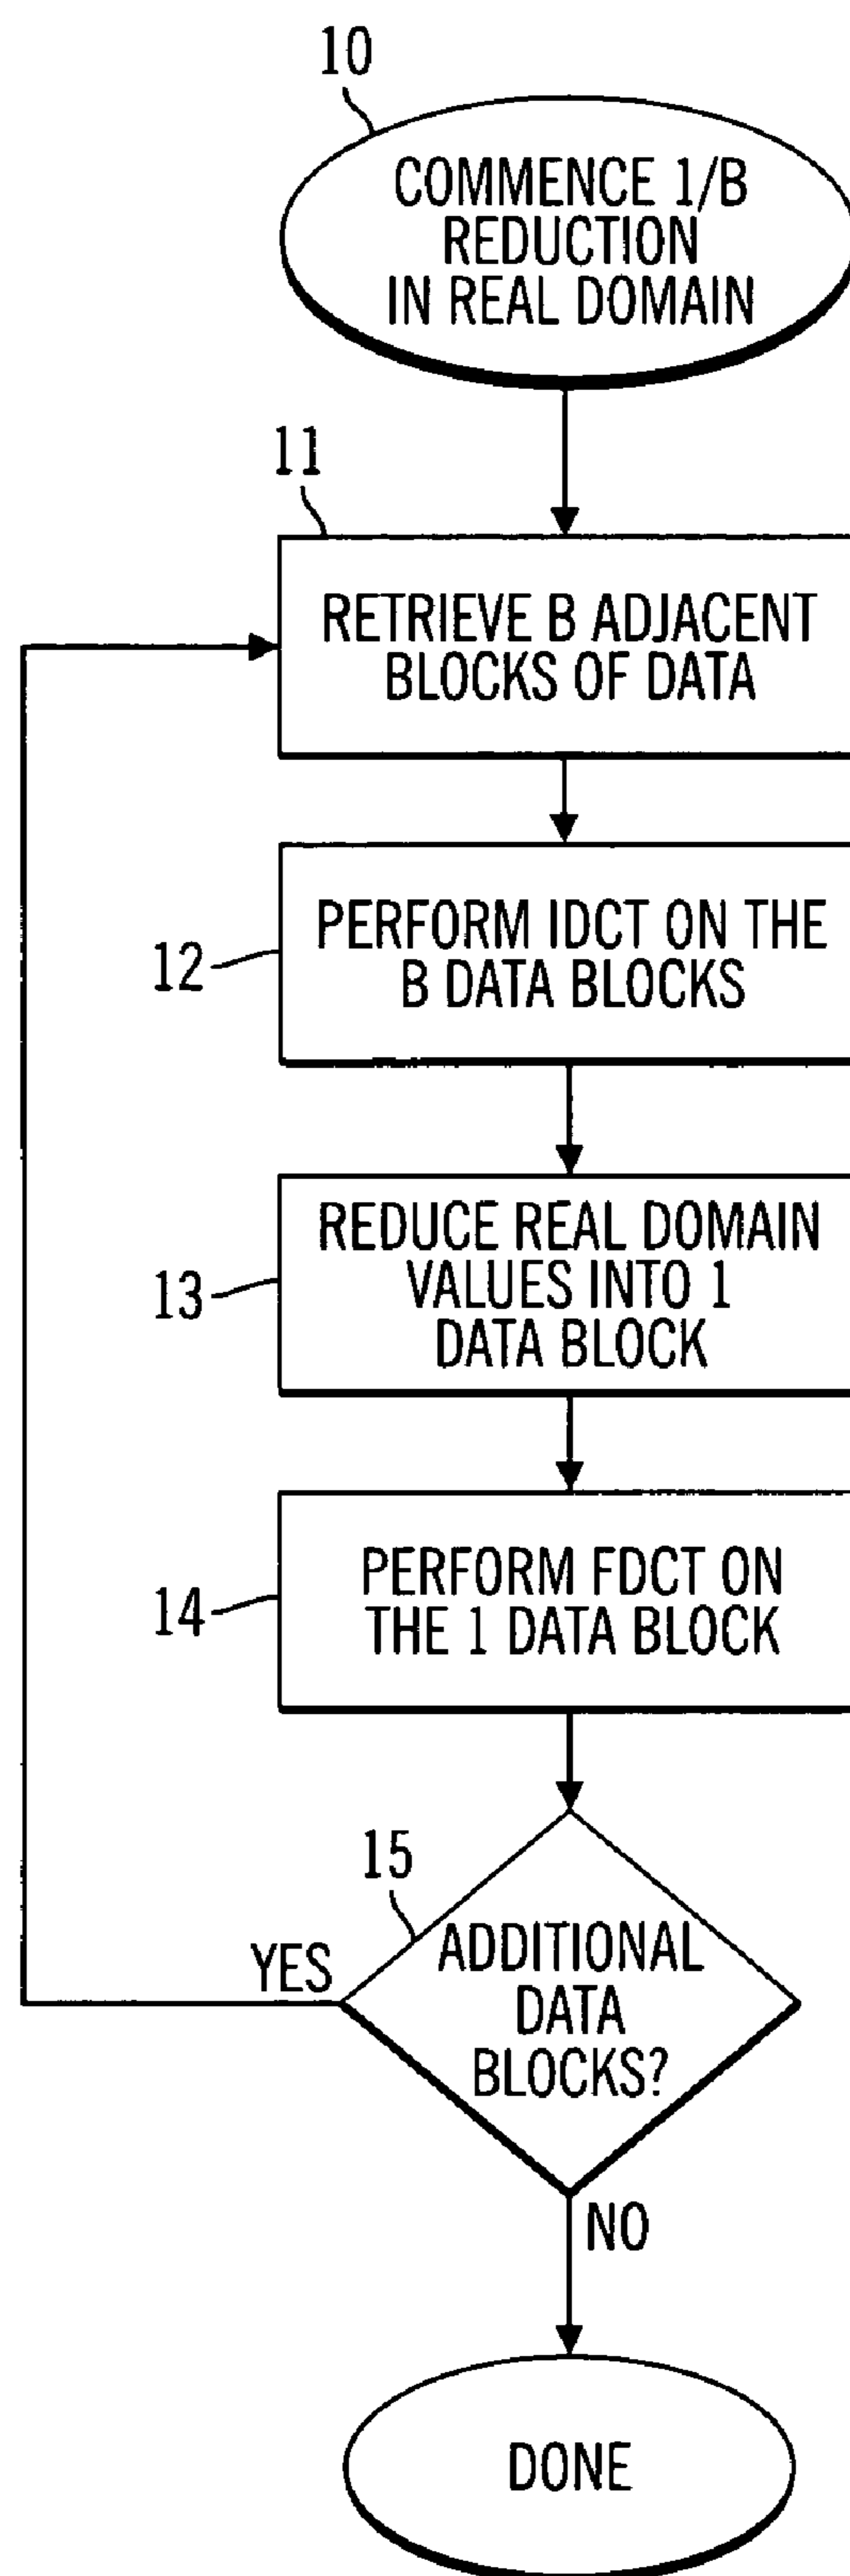 10
COMMENCE 1/B
REDUCTION
IN REAL DOMAIN
11
RETRIEVE B ADJACENT
BLOCKS OF DATA
12
PERFORM IDCT ON THE
B DATA BLOCKS
13
REDUCE REAL DOMAIN
VALUES INTO 1
DATA BLOCK
14
PERFORM FDCT ON
THE 1 DATA BLOCK
15
YES
ADDITIONAL
DATA
BLOCKS?
NO
DONE